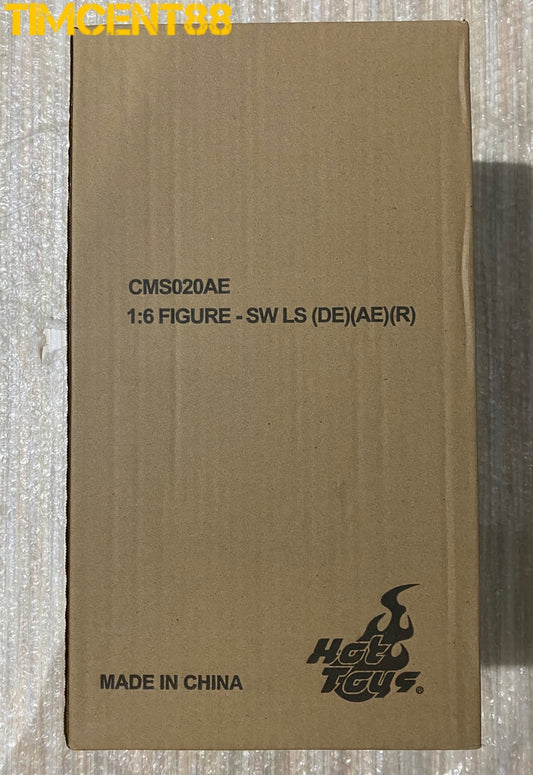 TIMCENT88
CMS020AE
1:6 FIGURE - SW LS (DE)(AE)(R)
Hot
Toys®
MADE IN CHINA